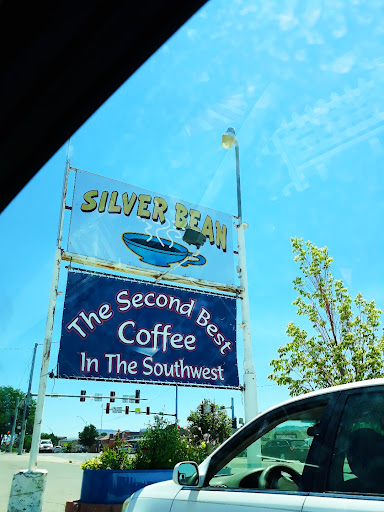 SILVER BEAN
The Second Best
Coffee
In The Southwest